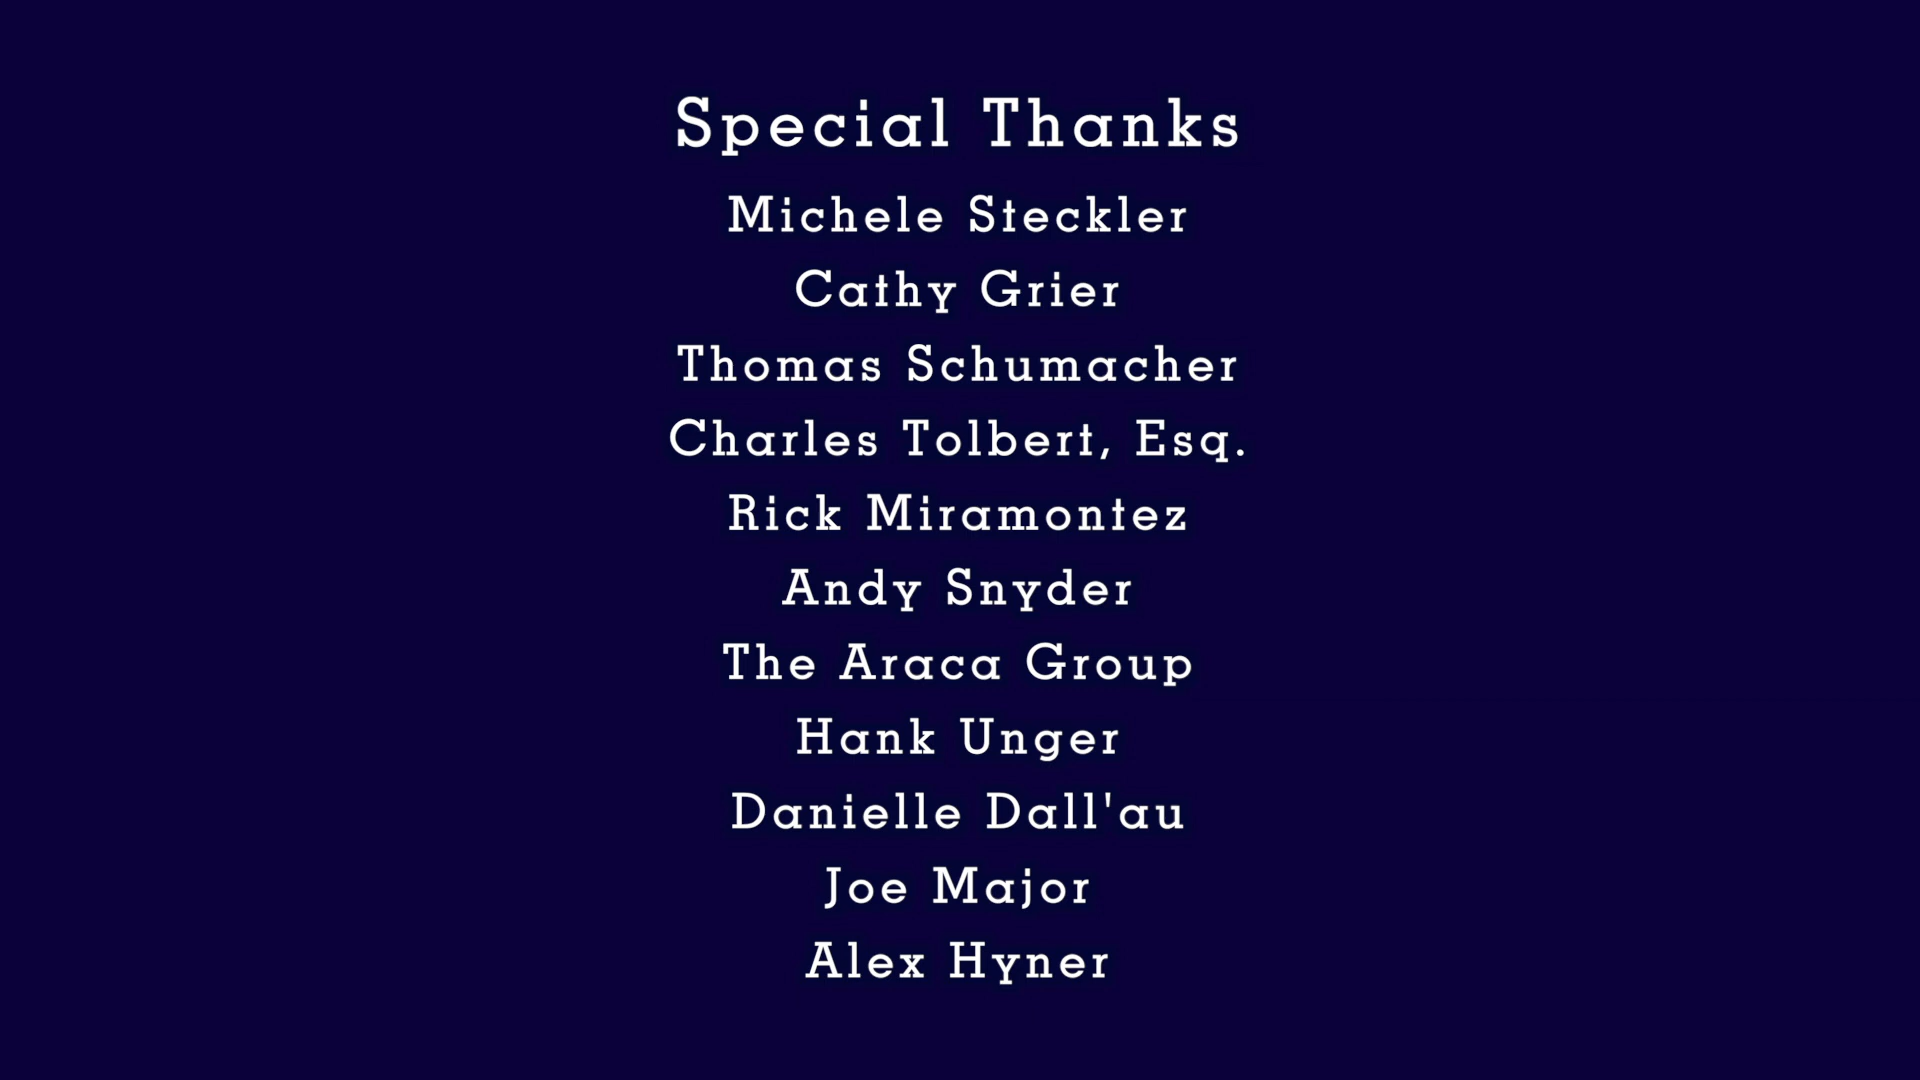 Special Thanks
Michele Steckler
Cathy Grier
Thomas Schumacher
Charles Tolbert, Esq.
Rick Miramontez
Andy Snyder
The Araca Group
Hank Unger
Danielle Dall'au
Joe Major
Alex Hyner